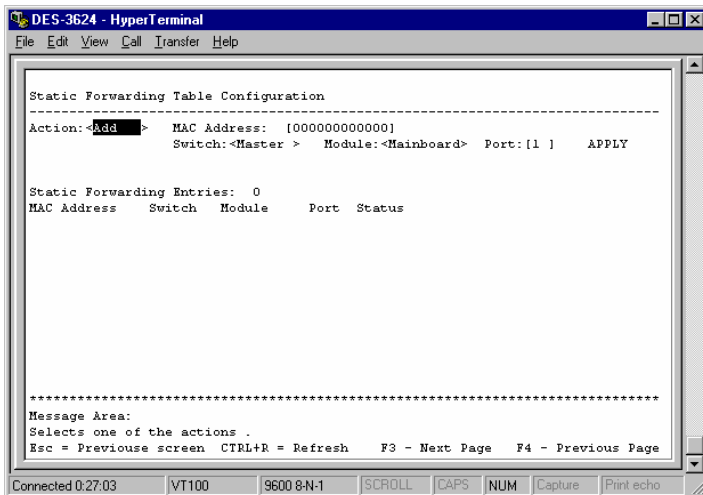 DES-3624 - HyperTerminal
File Edit View Call Transfer Help
Static Forwarding Table Configuration
--------------------------------------------------------------------------------
Action:<Add > MAC Address: [000000000000]
Switch:<Master > Module:<Mainboard> Port:[1 ] APPLY
Static Forwarding Entries: 0
MAC Address Switch Module Port Status
********************************************************************************
Message Area:
Selects one of the actions .
Esc = Previouse screen CTRL+R = Refresh F3 - Next Page F4 - Previous Page
Connected 0:27:03 VT100 9600 8-N-1 SCROLL CAPS NUM Capture Print echo